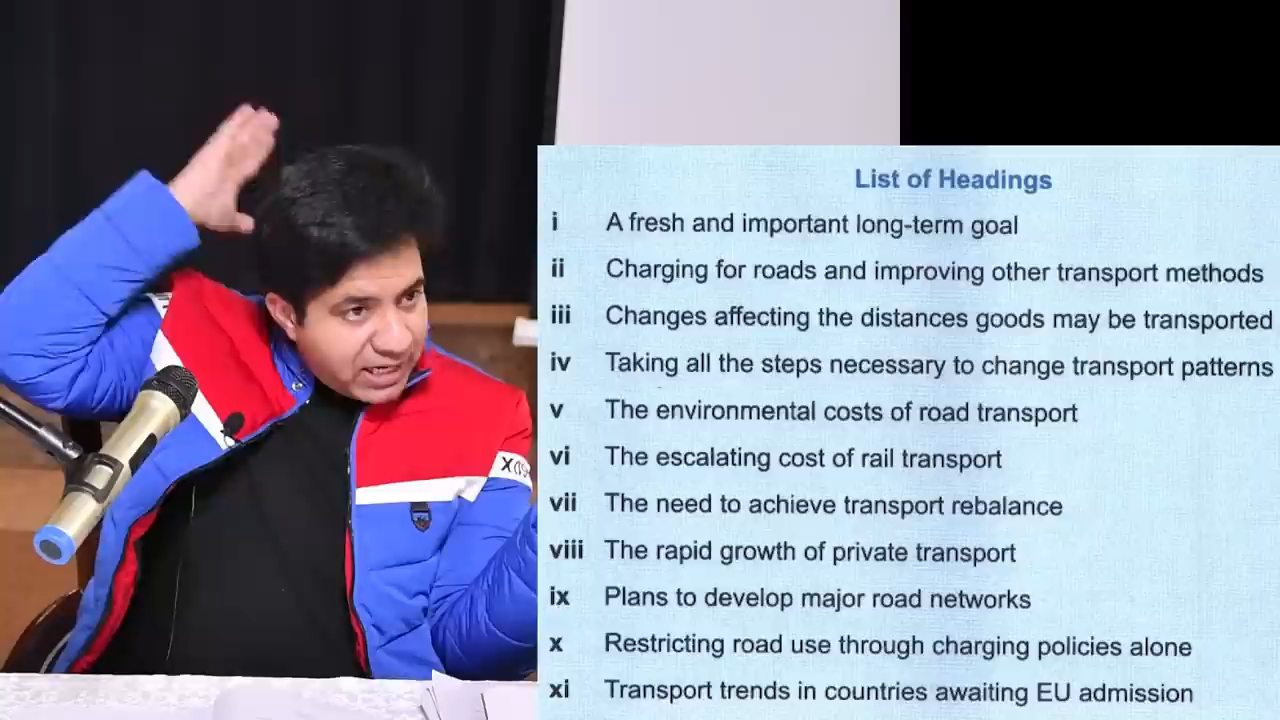 List of Headings
i A fresh and important long-term goal
ii Charging for roads and improving other transport methods
iii Changes affecting the distances goods may be transported
iv Taking all the steps necessary to change transport patterns
v The environmental costs of road transport
vi The escalating cost of rail transport
vii The need to achieve transport rebalance
viii The rapid growth of private transport
ix Plans to develop major road networks
x Restricting road use through charging policies alone
xi Transport trends in countries awaiting EU admission